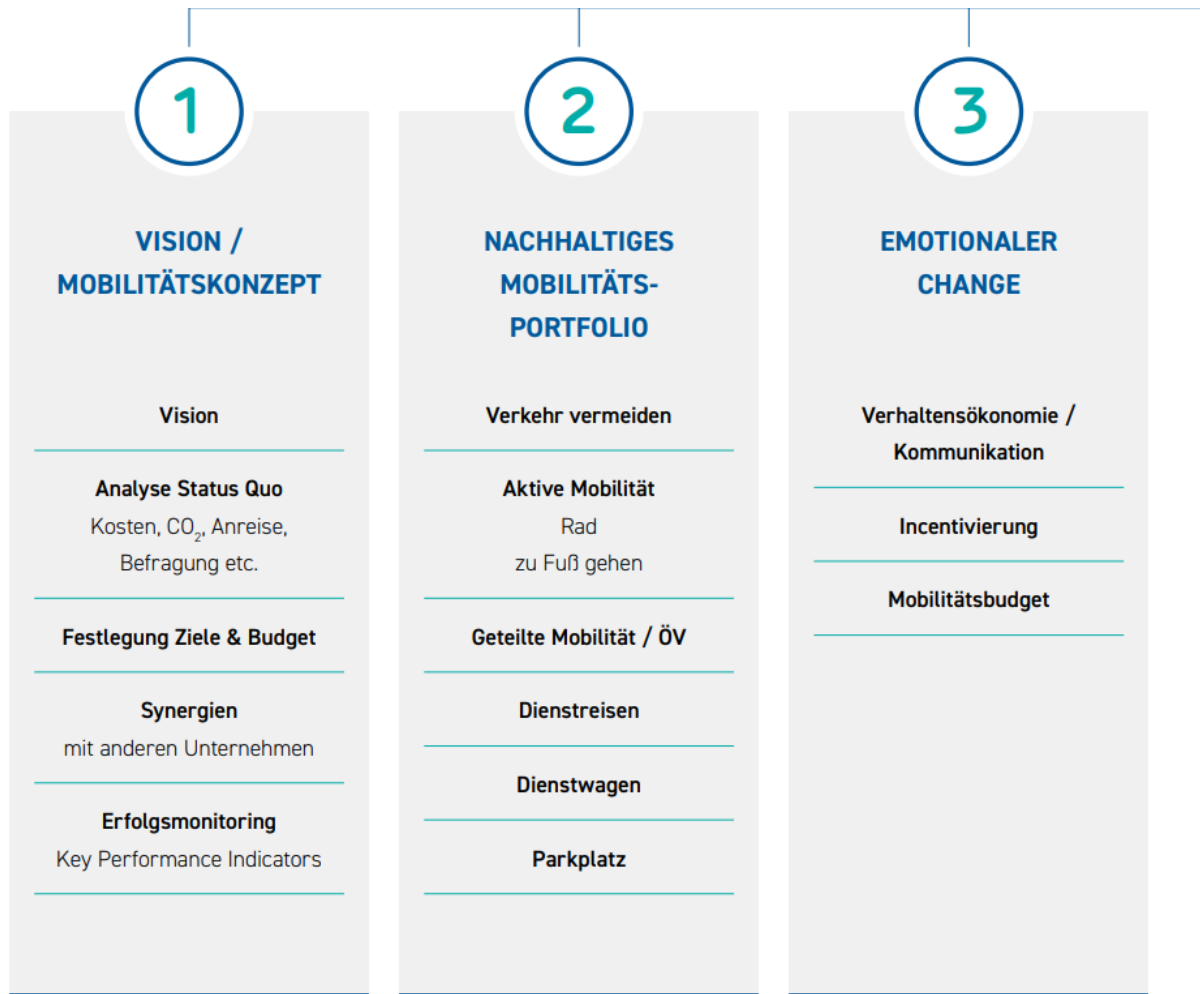 1
VISION /
MOBILITÄTSKONZEPT
Vision
Analyse Status Quo
Kosten, CO₂, Anreise,
Befragung etc.
Festlegung Ziele & Budget
Synergien
mit anderen Unternehmen
Erfolgsmonitoring
Key Performance Indicators
2
NACHHALTIGES
MOBILITÄTS-
PORTFOLIO
Verkehr vermeiden
Aktive Mobilität
Rad
zu Fuß gehen
Geteilte Mobilität / ÖV
Dienstreisen
Dienstwagen
Parkplatz
3
EMOTIONALER
CHANGE
Verhaltensökonomie /
Kommunikation
Incentivierung
Mobilitätsbudget